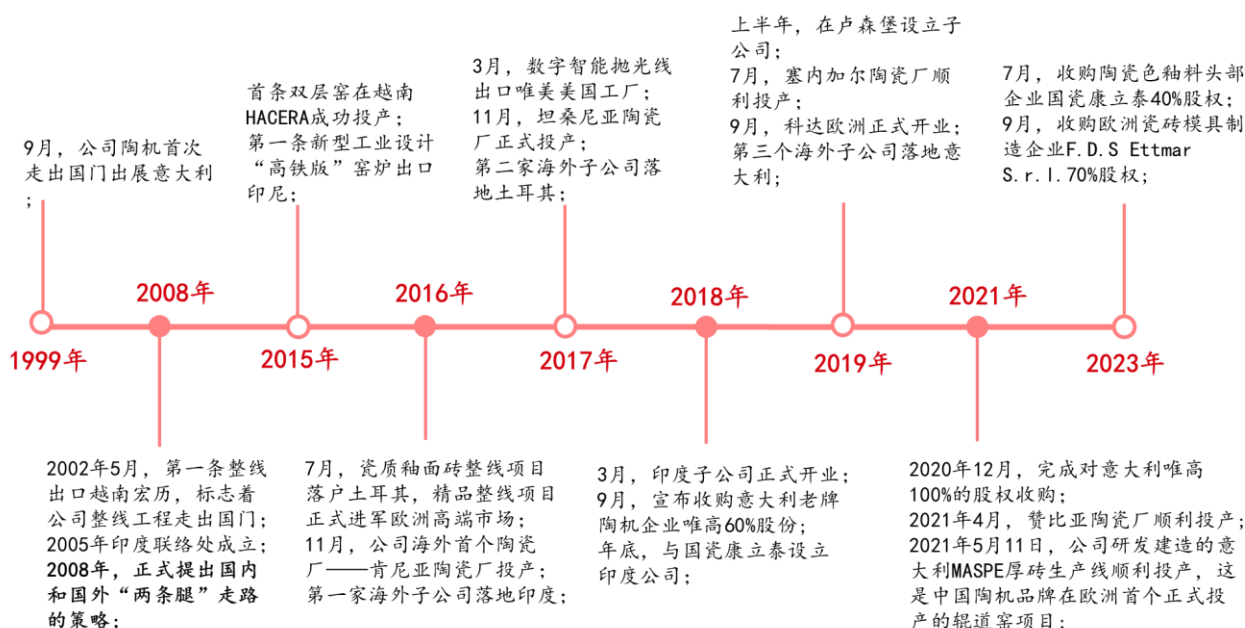 9月，公司陶机首次
走出国门出展意大利
；
1999年
2008年
2002年5月，第一条整线
出口越南宏历，标志着
公司整线工程走出国门；
2005年印度联络处成立；
2008年，正式提出国内
和国外“两条腿”走路
的策略；
首条双层窑在越南
HACERA成功投产；
第一条新型工业设计
“高铁版”窑炉出口
印尼；
2015年
2016年
7月，瓷质釉面砖整线项目
落户土耳其，精品整线项目
正式进军欧洲高端市场；
11月，公司海外首个陶瓷
厂——肯尼亚陶瓷厂投产；
第一家海外子公司落地印度；
3月，数字智能抛光线
出口唯美美国工厂；
11月，坦桑尼亚陶瓷
厂正式投产；
第二家海外子公司落
地土耳其；
2017年
2018年
3月，印度子公司正式开业；
9月，宣布收购意大利老牌
陶机企业唯高60%股份；
年底，与国瓷康立泰设立
印度公司；
上半年，在卢森堡设立子
公司；
7月，塞内加尔陶瓷厂顺
利投产；
9月，科达欧洲正式开业；
第三个海外子公司落地意
大利；
2019年
2021年
2020年12月，完成对意大利唯高
100%的股权收购；
2021年4月，赞比亚陶瓷厂顺利投产；
2021年5月11日，公司研发建造的意
大利MASPE厚砖生产线顺利投产，这
是中国陶机品牌在欧洲首个正式投
产的辊道窑项目；
7月，收购陶瓷色釉料头部
企业国瓷康立泰40%股权；
9月，收购欧洲瓷砖模具制
造企业F.D.S Ettmar
S.r.l.70%股权；
2023年